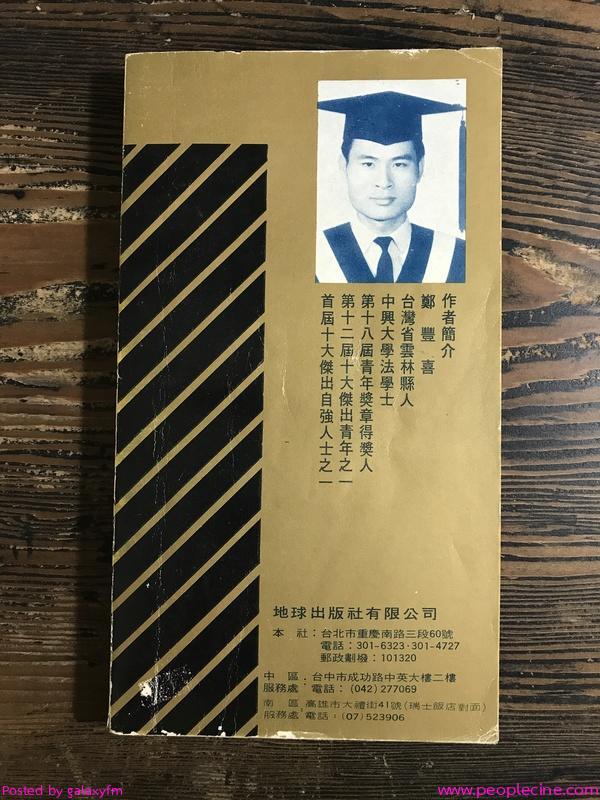 作者簡介
鄭豐喜
台灣省雲林縣人
中興大學法學士
第十八屆青年獎章得獎人
第十二屆十大傑出青年之一
首屆十大傑出自強人士之一
地球出版社有限公司
本社：台北市重慶南路三段60號
電話：301-6323·301-4727
郵政劃撥：101320
中區服務處：台中市成功路中英大樓二樓
電話：(042)277069
南區服務處：高雄市大禮街41號(瑞士飯店對面)
電話：(07)523906
Posted by galaxyfm
www.peoplecine.com